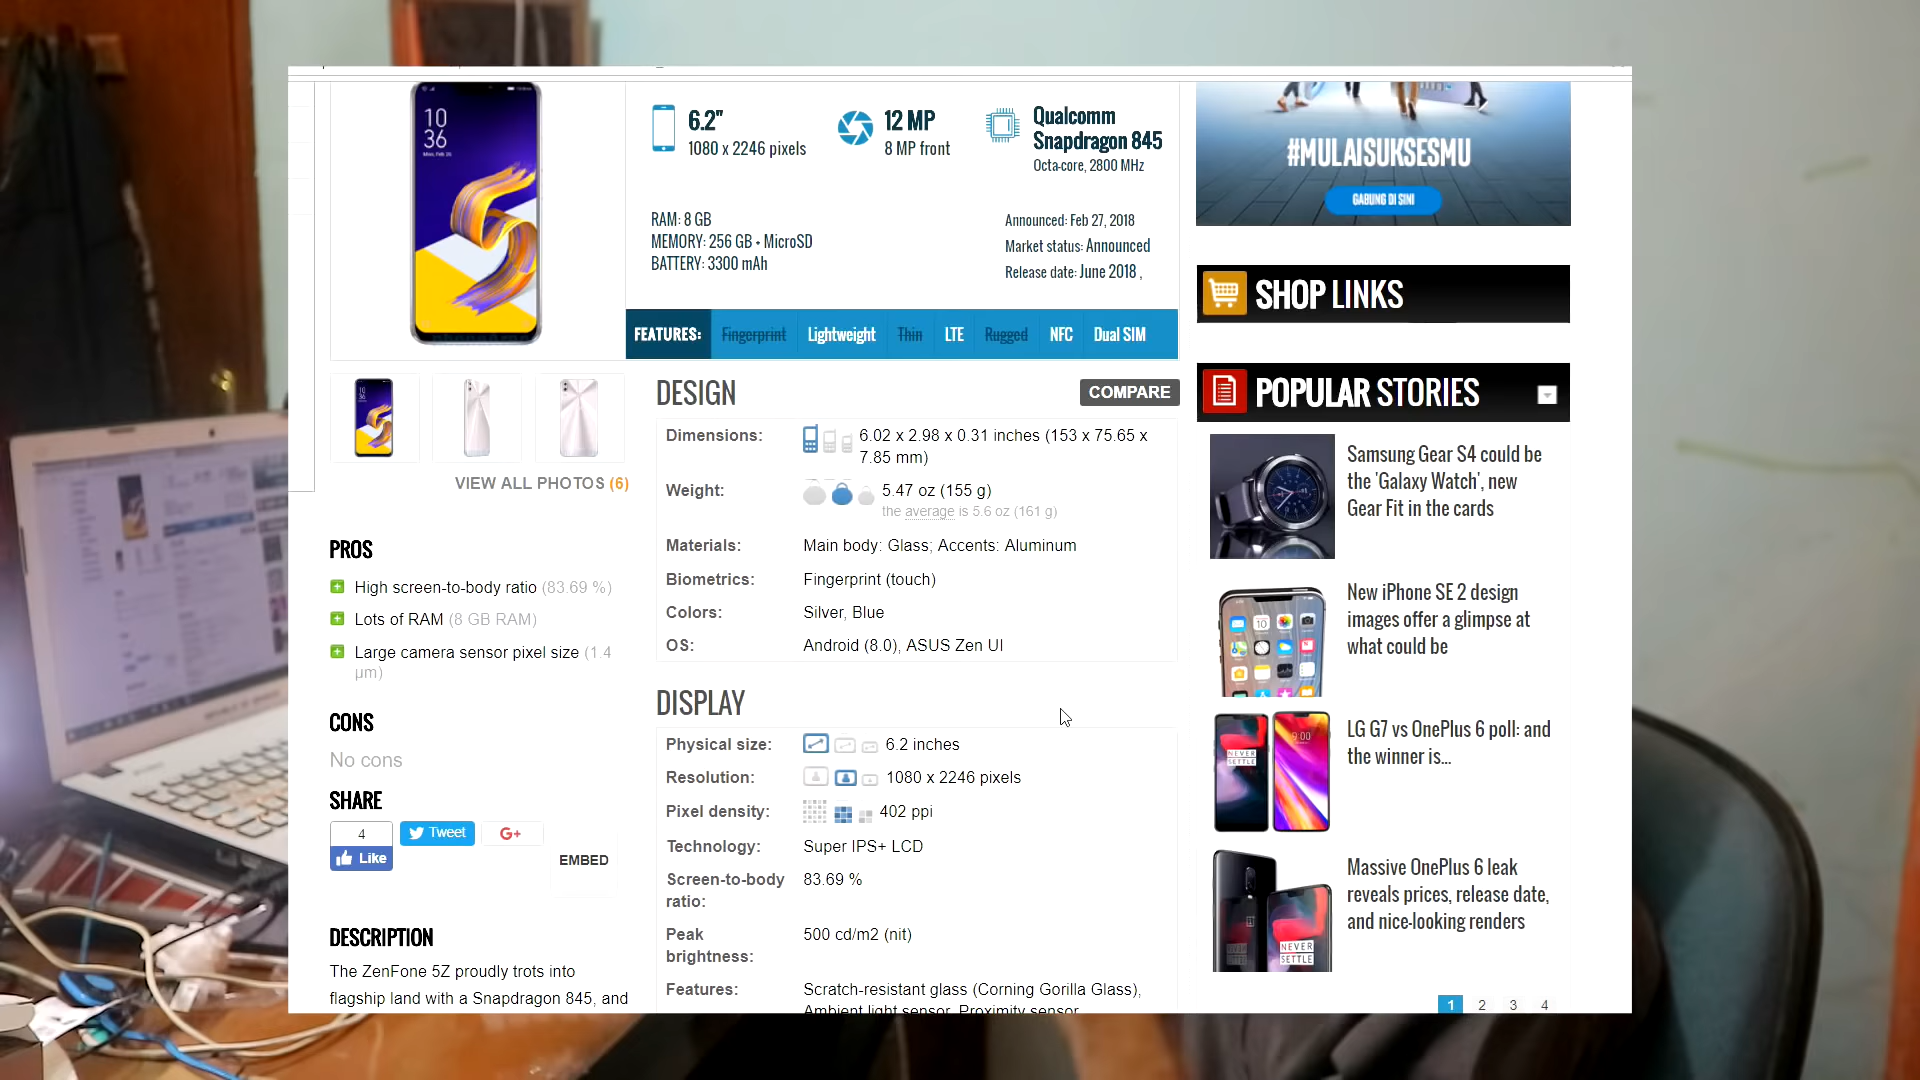 10
36
6.2"
1080 x 2246 pixels
12 MP
8 MP front
Qualcomm
Snapdragon 845
Octa-core, 2800 MHz
RAM: 8 GB
MEMORY: 256 GB + MicroSD
BATTERY: 3300 mAh
Announced: Feb 27, 2018
Market status: Announced
Release date: June 2018 ,
FEATURES: Fingerprint Lightweight Thin LTE Rugged NFC Dual SIM
VIEW ALL PHOTOS (6)
PROS
High screen-to-body ratio (83.69 %)
Lots of RAM (8 GB RAM)
Large camera sensor pixel size (1.4
µm)
CONS
No cons
SHARE
4
Like
Tweet
G+
EMBED
DESCRIPTION
The ZenFone 5Z proudly trots into
flagship land with a Snapdragon 845, and
DESIGN
COMPARE
Dimensions: 6.02 x 2.98 x 0.31 inches (153 x 75.65 x
7.85 mm)
Weight: 5.47 oz (155 g)
the average is 5.6 oz (161 g)
Materials: Main body: Glass; Accents: Aluminum
Biometrics: Fingerprint (touch)
Colors: Silver, Blue
OS: Android (8.0), ASUS Zen UI
DISPLAY
Physical size: 6.2 inches
Resolution: 1080 x 2246 pixels
Pixel density: 402 ppi
Technology: Super IPS+ LCD
Screen-to-body 83.69 %
ratio:
Peak 500 cd/m2 (nit)
brightness:
Features: Scratch-resistant glass (Corning Gorilla Glass),
Ambient light sensor, Proximity sensor
#MULAISUKSESMU
GABUNG DI SINI
SHOP LINKS
POPULAR STORIES
Samsung Gear S4 could be
the 'Galaxy Watch', new
Gear Fit in the cards
New iPhone SE 2 design
images offer a glimpse at
what could be
LG G7 vs OnePlus 6 poll: and
the winner is...
NEVER
SETTLE
9:00
Massive OnePlus 6 leak
reveals prices, release date,
and nice-looking renders
NEVER
SETTLE
1 2 3 4